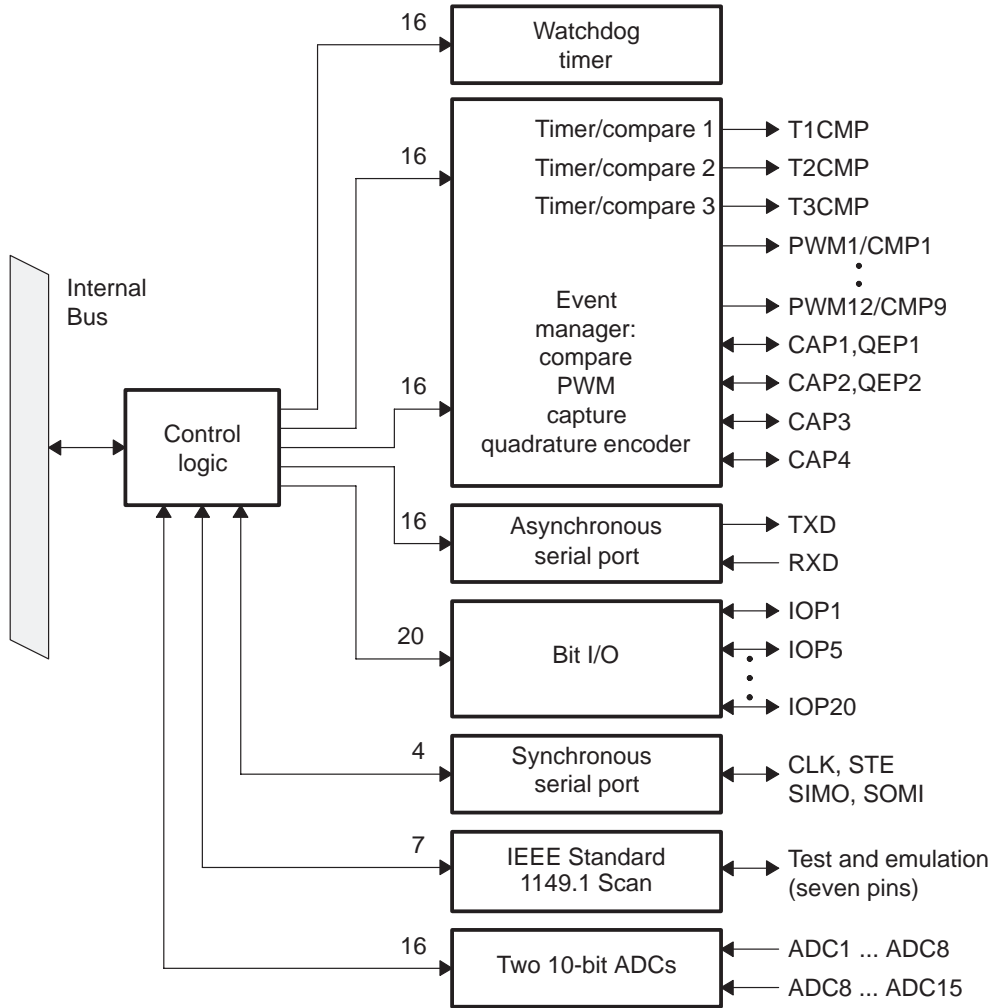 16
Watchdog
timer
Timer/compare 1
T1CMP
16
Timer/compare 2
T2CMP
Timer/compare 3
T3CMP
PWM1/CMP1
Internal
Bus
Event
manager:
compare
PWM
capture
quadrature encoder
PWM12/CMP9
CAP1,QEP1
16
CAP2,QEP2
CAP3
CAP4
Control
logic
16
Asynchronous
serial port
TXD
RXD
20
Bit I/O
IOP1
IOP5
IOP20
4
Synchronous
serial port
CLK, STE
SIMO, SOMI
7
IEEE Standard
1149.1 Scan
Test and emulation
(seven pins)
16
Two 10-bit ADCs
ADC1 ... ADC8
ADC8 ... ADC15